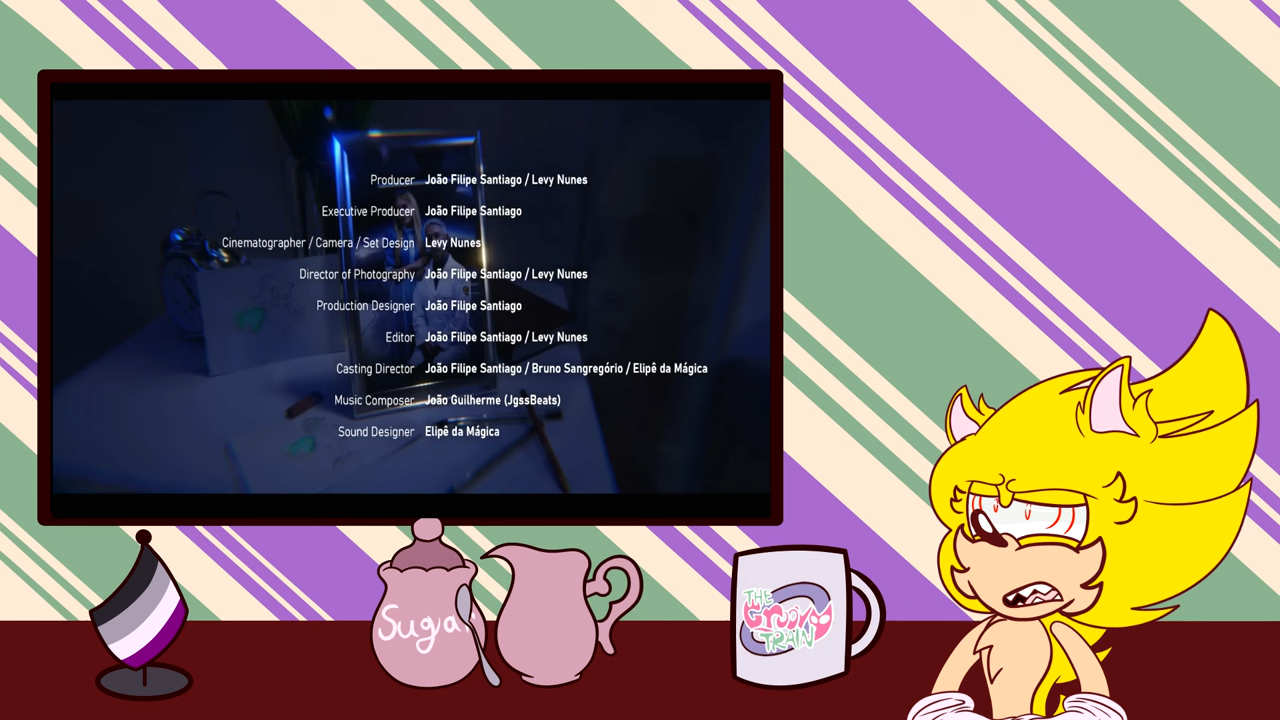 Producer João Filipe Santiago / Levy Nunes
Executive Producer João Filipe Santiago
Cinematographer / Camera / Set Design Levy Nunes
Director of Photography João Filipe Santiago / Levy Nunes
Production Designer João Filipe Santiago
Editor João Filipe Santiago / Levy Nunes
Casting Director João Filipe Santiago / Bruno Sangregório / Elipê da Mágica
Music Composer João Guilherme (JgssBeats)
Sound Designer Elipê da Mágica
Sugar
THE
Groovy
TRAIN